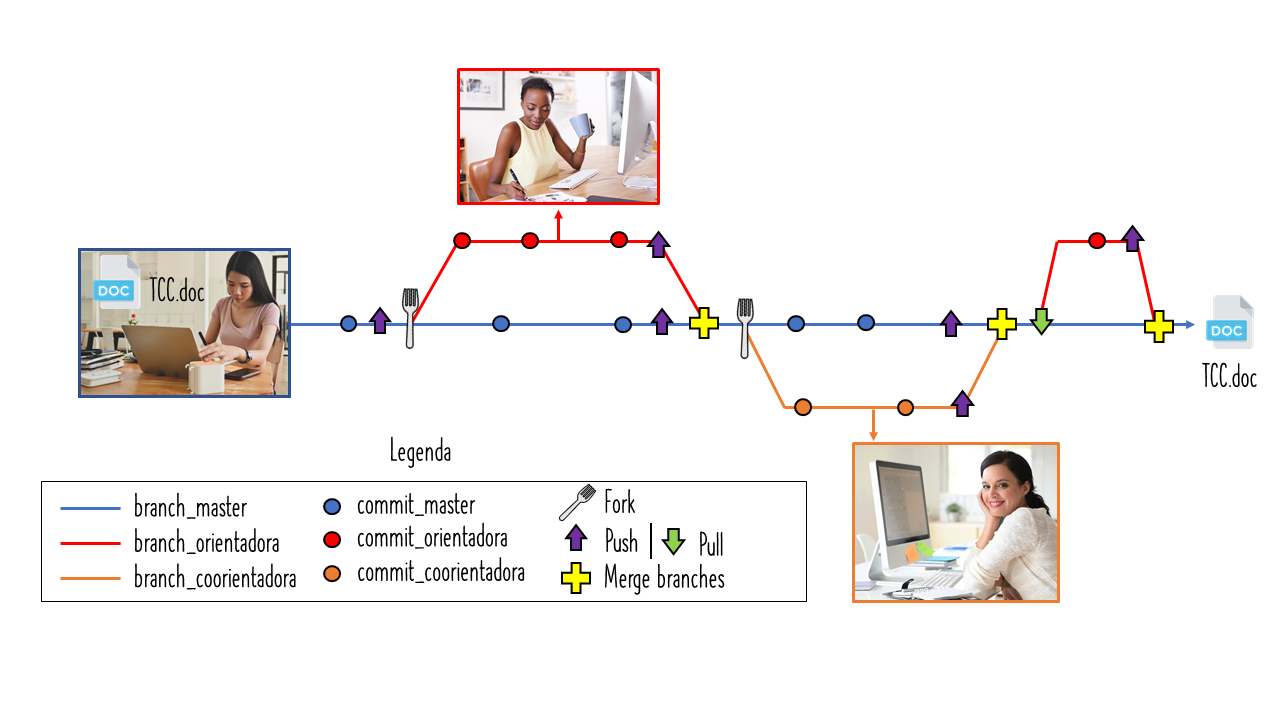 DOC
TCC.doc
DOC
TCC.doc
Legenda
branch_master
commit_master
Fork
branch_orientadora
commit_orientadora
Push
Pull
branch_coorientadora
commit_coorientadora
Merge branches